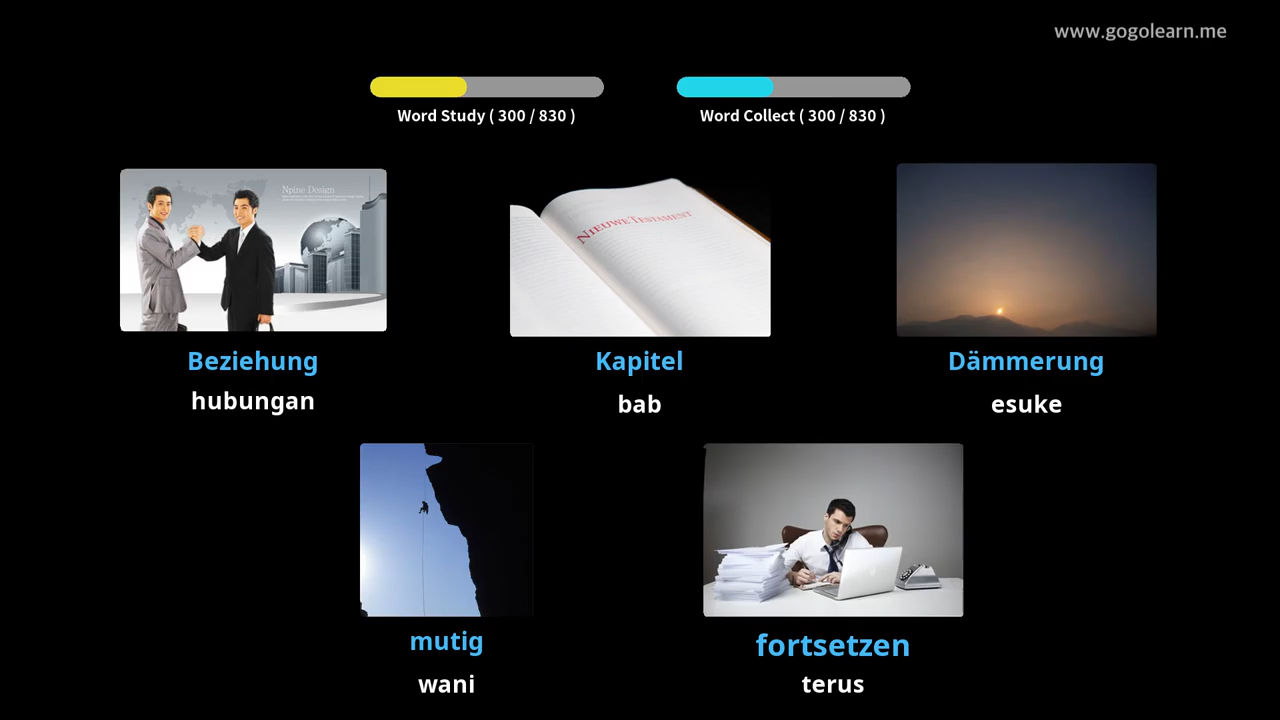 www.gogolearn.me
Word Study ( 300 / 830 )
Word Collect ( 300 / 830 )
Npine Design
NIEUWE TESTAMENT
Beziehung
Kapitel
Dämmerung
hubungan
bab
esuke
mutig
fortsetzen
wani
terus